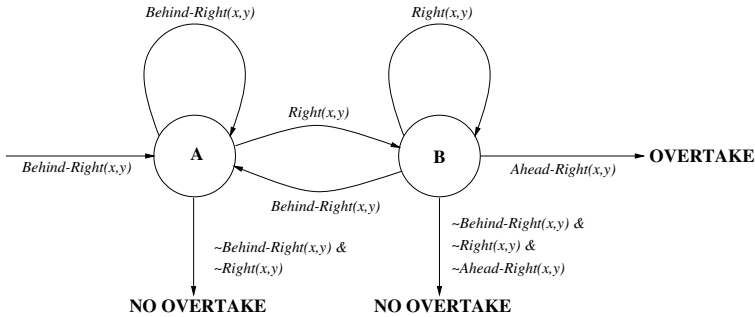 Behind-Right(x,y)
Right(x,y)
Right(x,y)
A
B
OVERTAKE
Behind-Right(x,y)
Ahead-Right(x,y)
Behind-Right(x,y)
~Behind-Right(x,y) &
~Right(x,y)
~Behind-Right(x,y) &
~Right(x,y) &
~Ahead-Right(x,y)
NO OVERTAKE
NO OVERTAKE